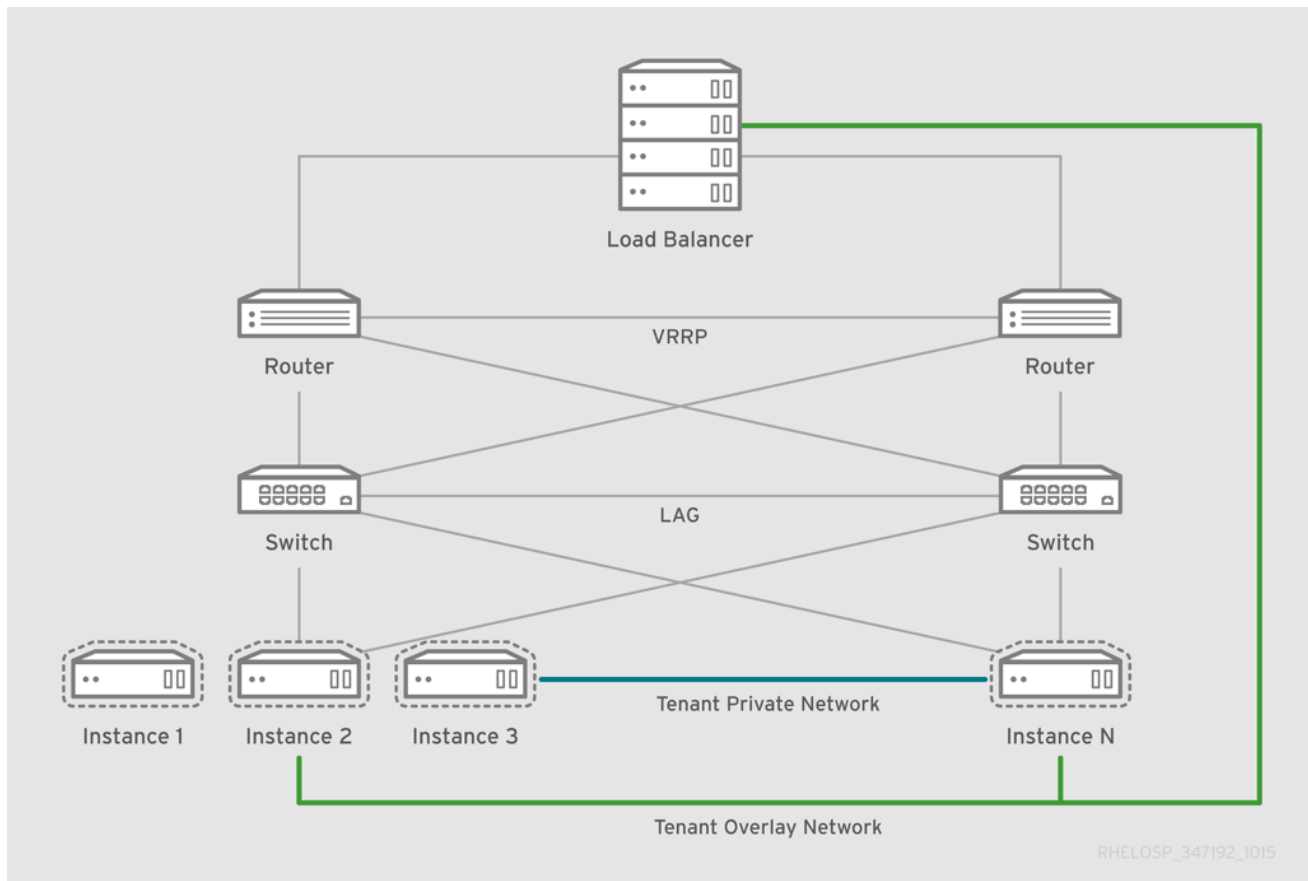 Load Balancer
VRRP
Router
Router
LAG
Switch
Switch
Tenant Private Network
Instance 1
Instance 2
Instance 3
Instance N
Tenant Overlay Network
RHELOSP_347192_1015